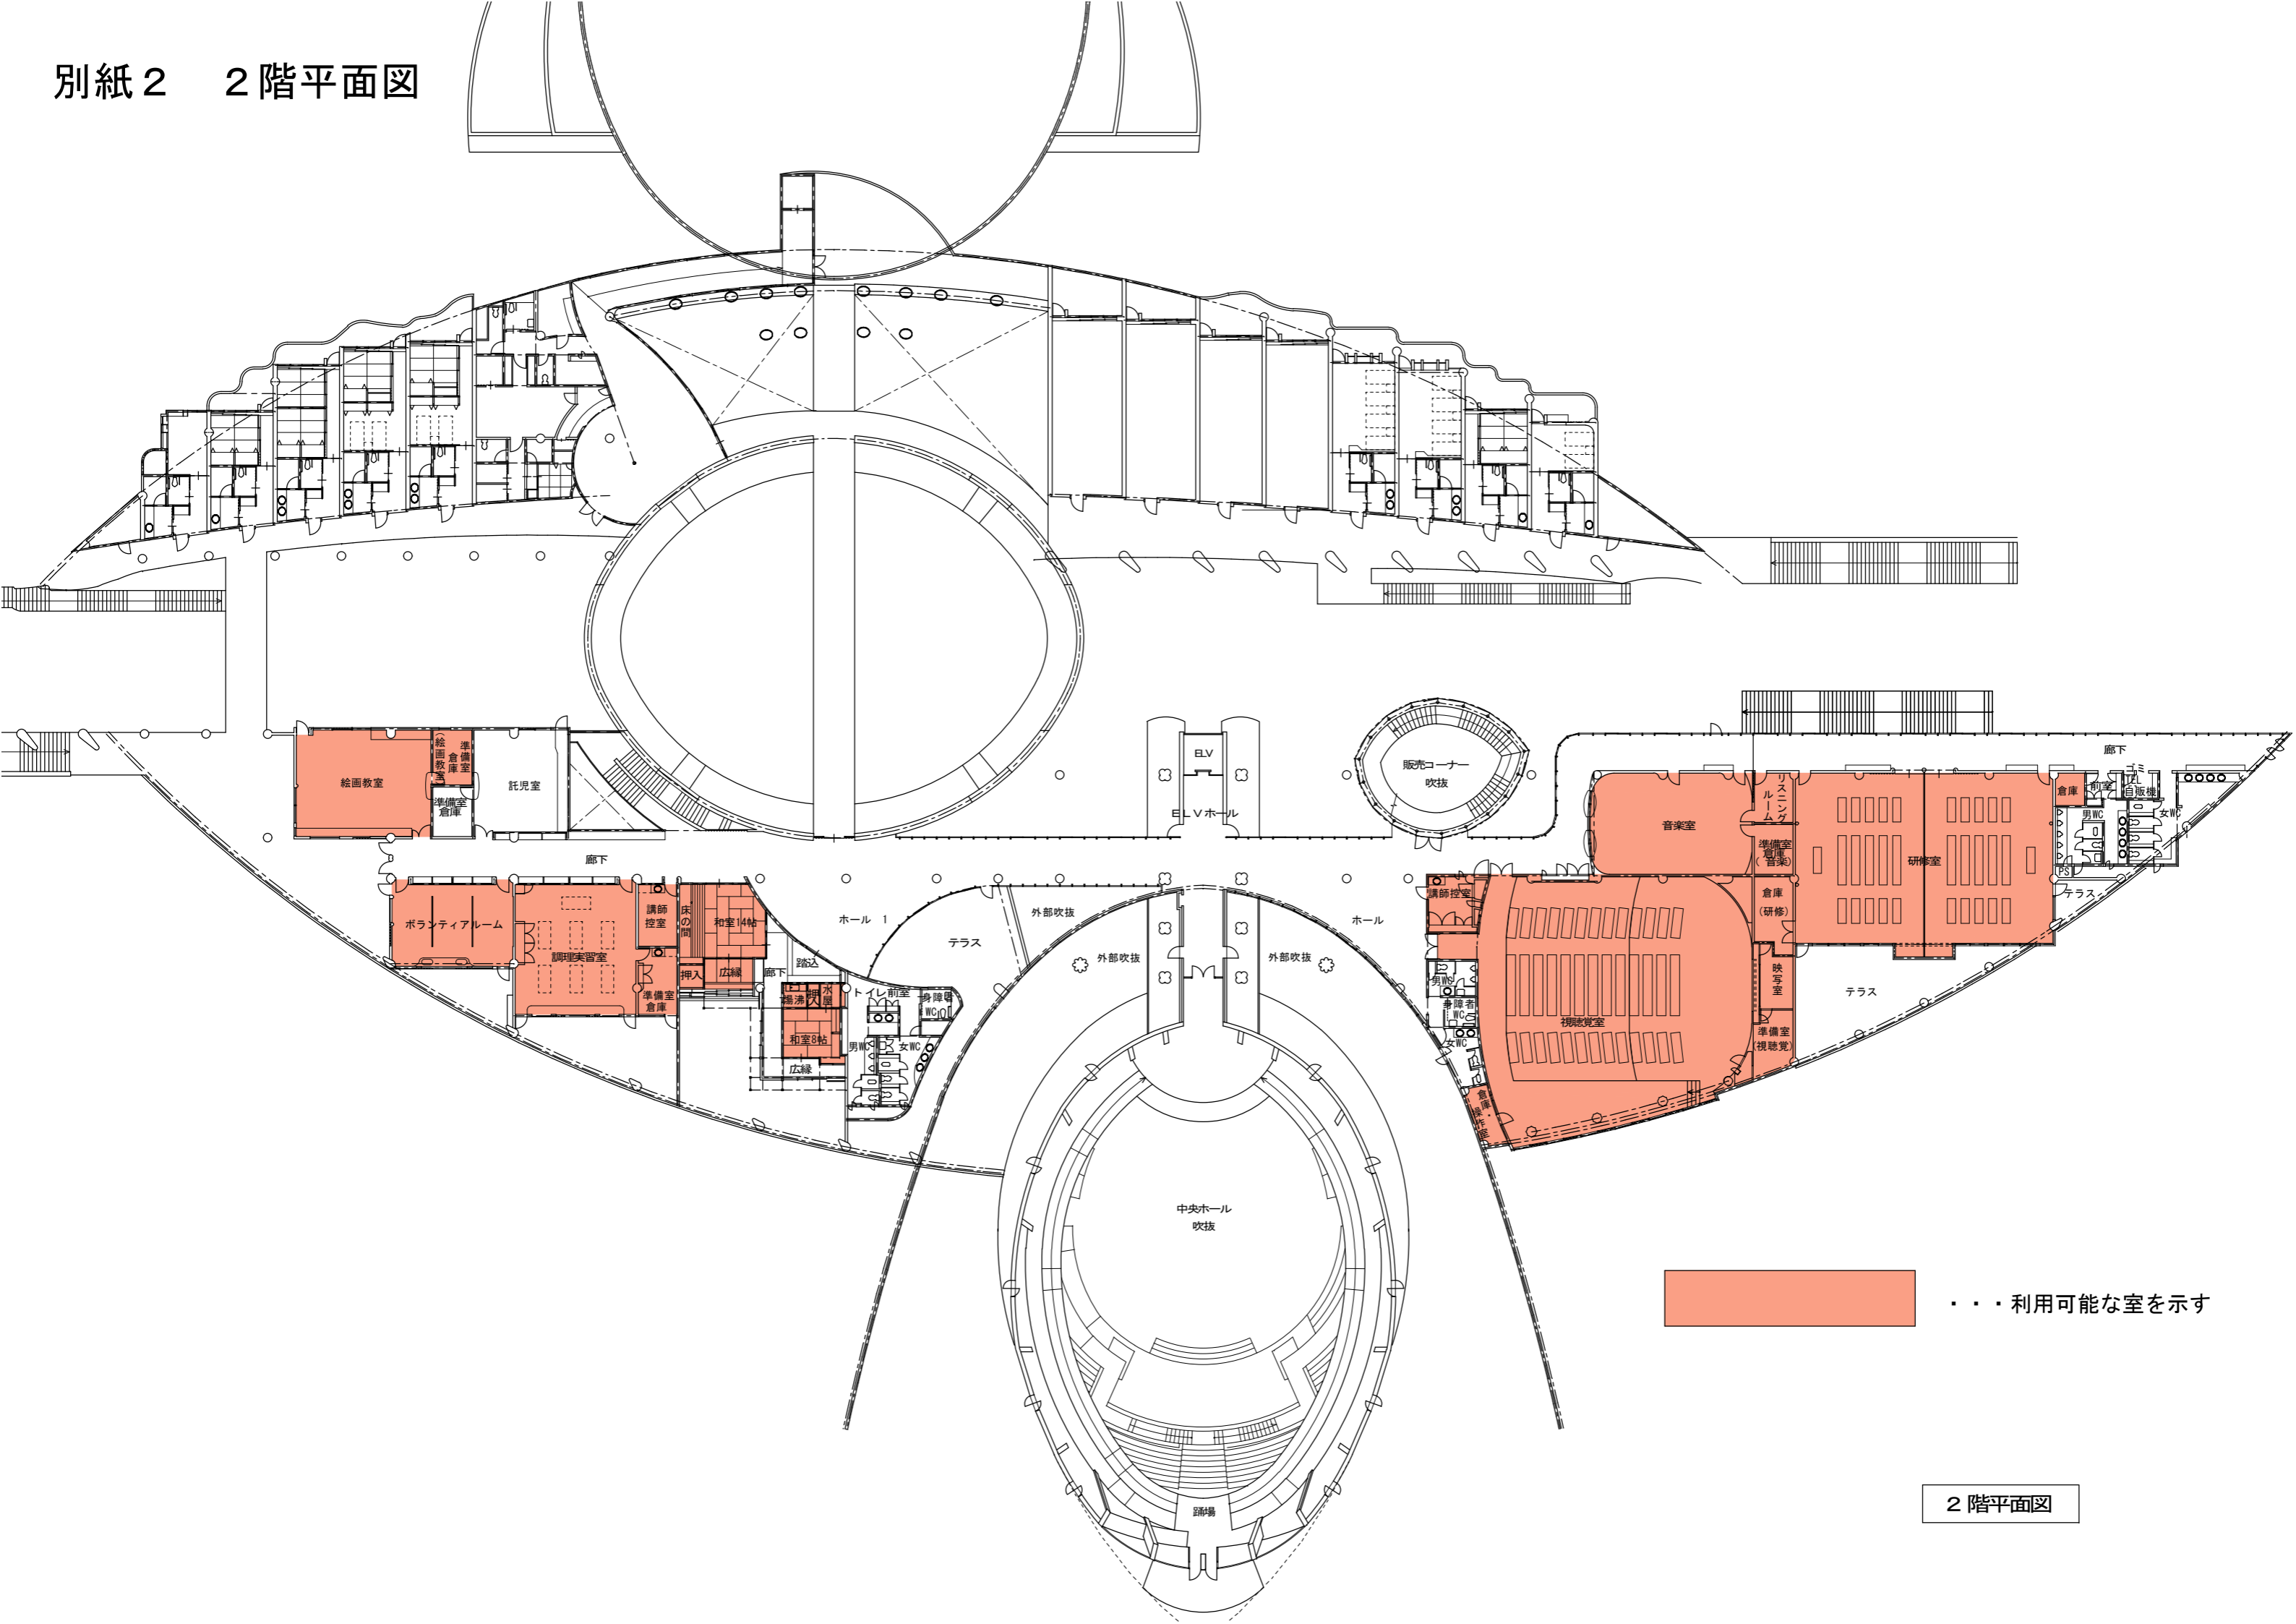 別紙２　２階平面図
ELV
販売コーナー
吹抜
廊下
絵画教室
(絵画教室)
準備室
倉庫
準備室
倉庫
託児室
ELVホール
音楽室
リスニング
ルーム
準備室
倉庫
(音楽)
研修室
倉庫
前室
ゴミ
TEL
自販機
男WC
女WC
PS
テラス
廊下
ボランティアルーム
調理実習室
講師
控室
準備室
倉庫
床の間
和室14帖
押入
広縁
廊下
踏込
湯沸
押入
水屋
和室8帖
広縁
ホール 1
テラス
外部吹抜
外部吹抜
トイレ前室
身障者
WC
男WC
女WC
外部吹抜
ホール
講師控室
男WC
身障者
WC
女WC
倉庫・
操作室
視聴覚室
倉庫
(研修)
映写室
準備室
(視聴覚)
テラス
中央ホール
吹抜
踊場
・・・利用可能な室を示す
２階平面図